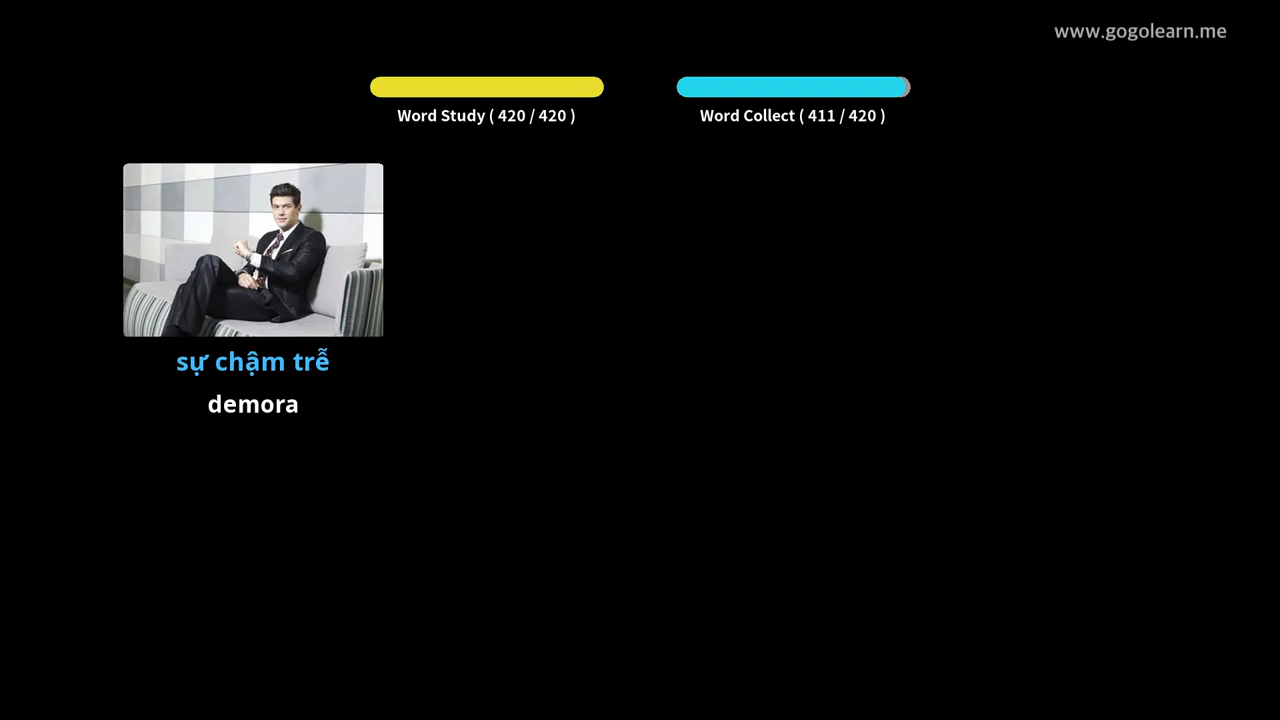 www.gogolearn.me
Word Study ( 420 / 420 )
Word Collect ( 411 / 420 )
sự chậm trễ
demora